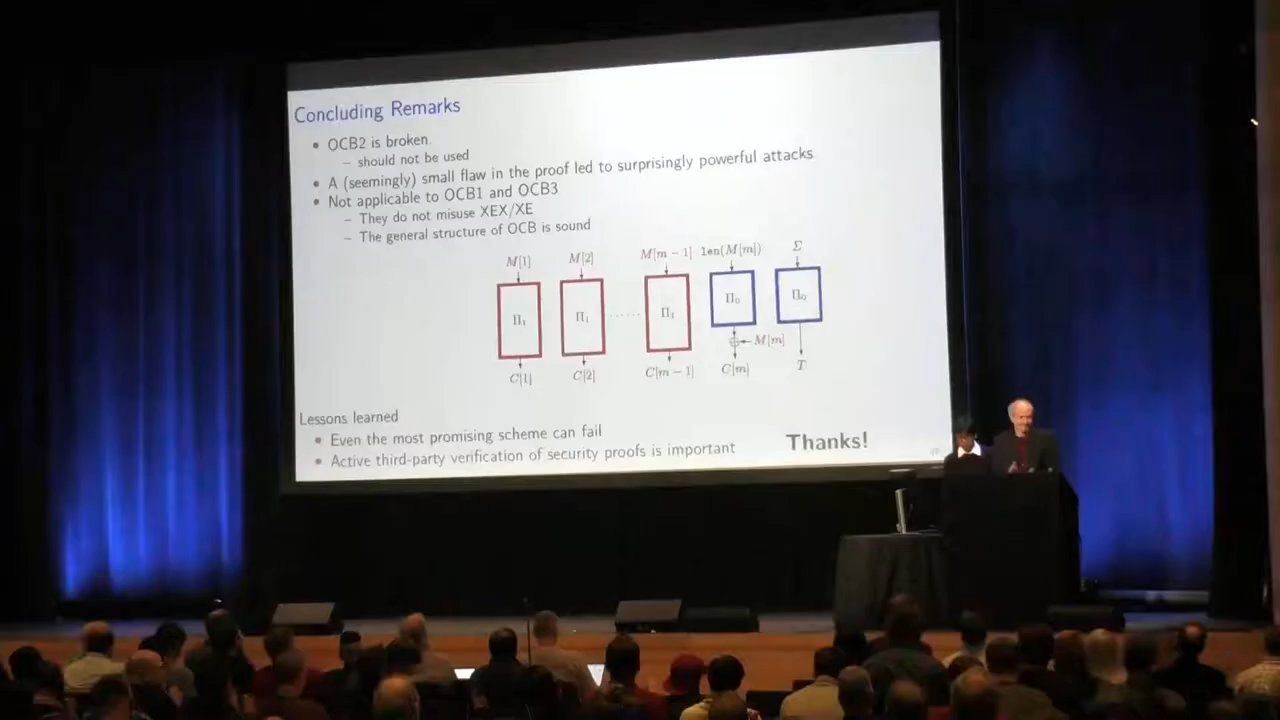 Concluding Remarks
• OCB2 is broken.
– should not be used
• A (seemingly) small flaw in the proof led to surprisingly powerful attacks
• Not applicable to OCB1 and OCB3
– They do not misuse XEX/XE
– The general structure of OCB is sound
M[1] M[2] M[m − 1] len(M[m]) Σ
Π₁ Π₁ ...... Π₁ Π₀ Π₀
M[m]
C[1] C[2] C[m − 1] C[m] T
Lessons learned
• Even the most promising scheme can fail
• Active third-party verification of security proofs is important
Thanks!